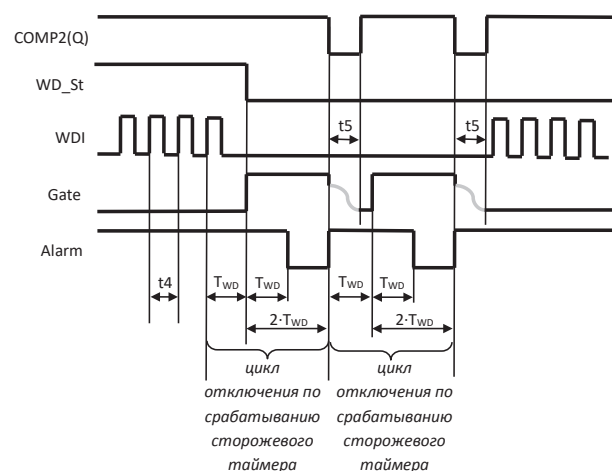 COMP2(Q)
WD_St
t5 t5
WDI
Gate
Alarm
t4 TWD TWD TWD TWD
2·TWD 2·TWD
цикл цикл
отключения по отключения по
срабатыванию срабатыванию
сторожевого сторожевого
таймера таймера